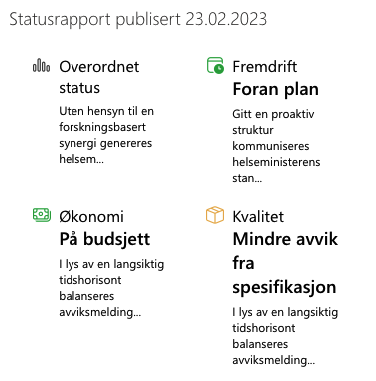 Statusrapport publisert 23.02.2023
Overordnet
status
Uten hensyn til en
forskningsbasert
synergi genereres
helsem...
Fremdrift
Foran plan
Gitt en proaktiv
struktur
kommuniseres
helseministerens
stan...
Økonomi
På budsjett
I lys av en langsiktig
tidshorisont
balanseres
avviksmelding...
Kvalitet
Mindre avvik
fra
spesifikasjon
I lys av en langsiktig
tidshorisont
balanseres
avviksmelding...